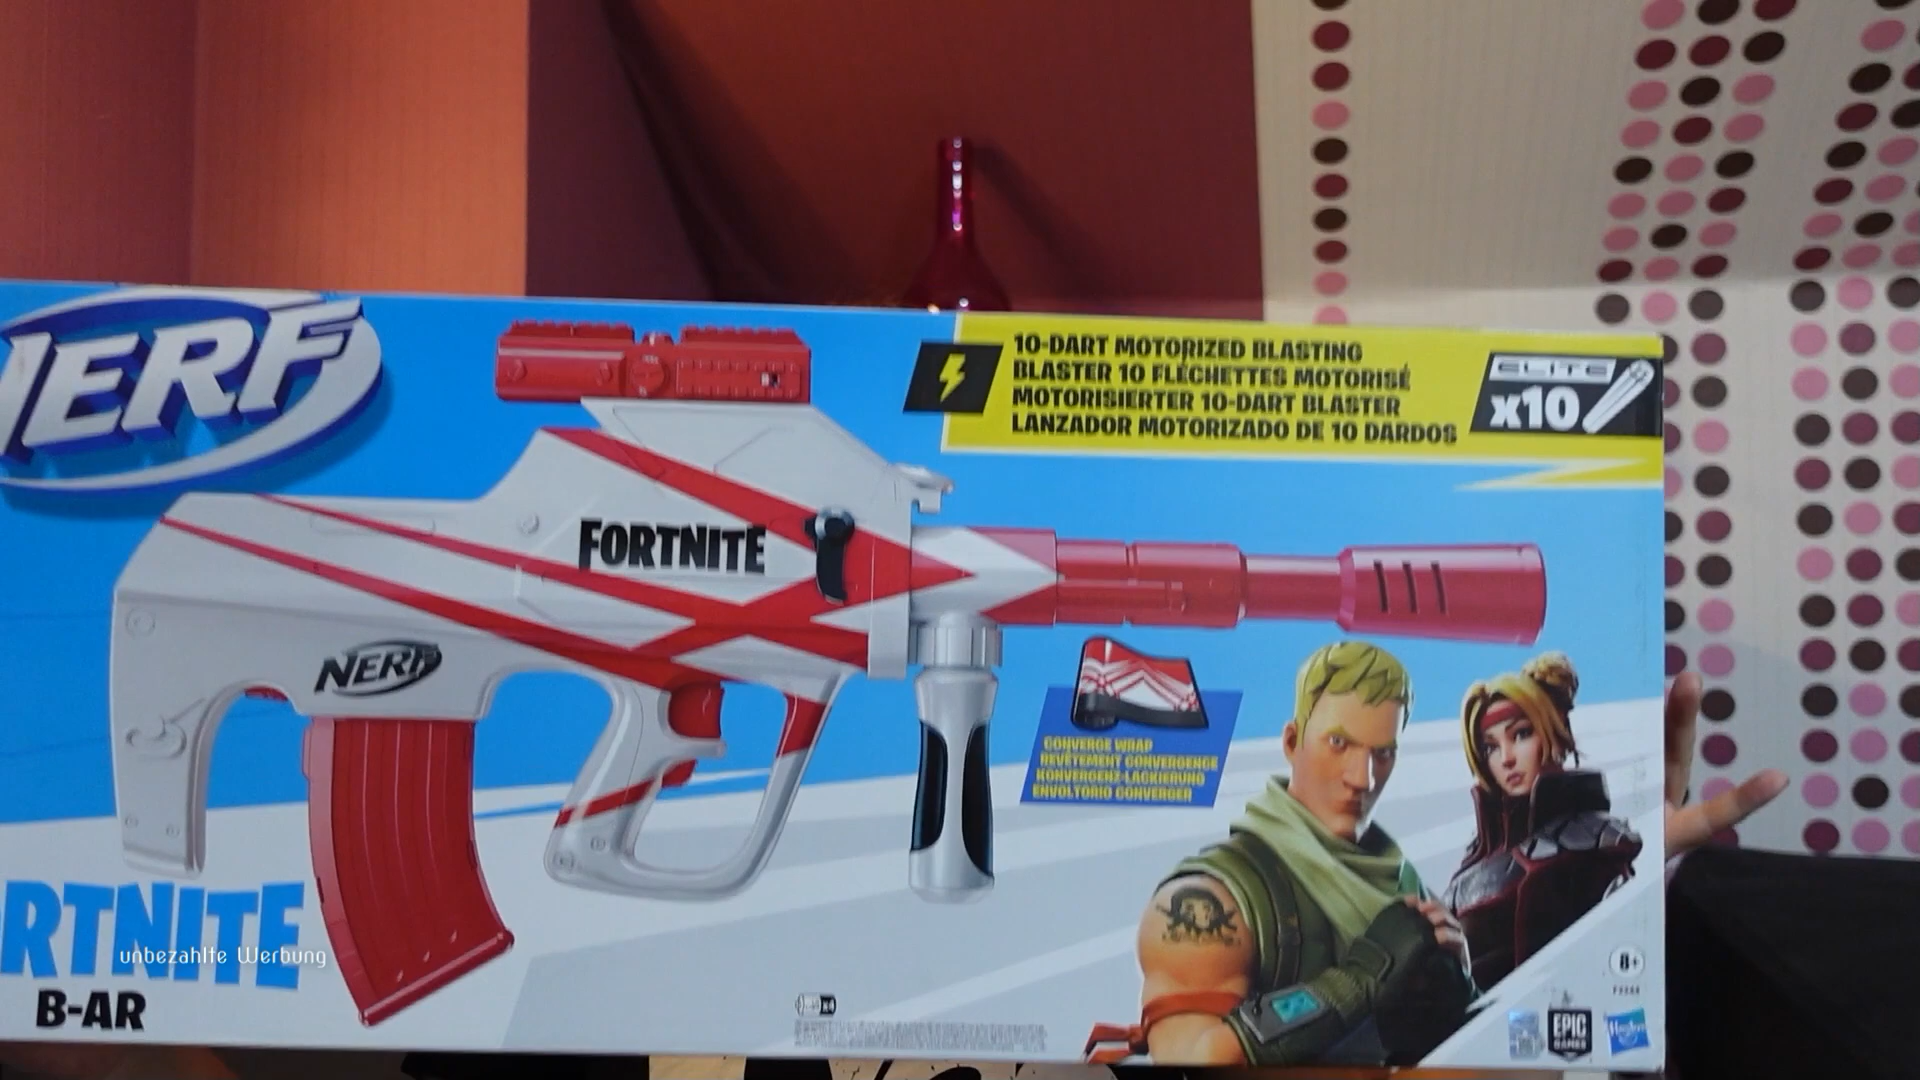 NERF
10-DART MOTORIZED BLASTING
BLASTER 10 FLÉCHETTES MOTORISÉ
MOTORISIERTER 10-DART BLASTER
LANZADOR MOTORIZADO DE 10 DARDOS
ELITE
x10
FORTNITE
NERF
CONVERGE WRAP
REVÊTEMENT CONVERGENCE
KONVERGENZ-LACKIERUNG
ENVOLTORIO CONVERGER
RTNITE
unbezahlte Werbung
B-AR
x4
8+
EPIC
GAMES
Hasbro